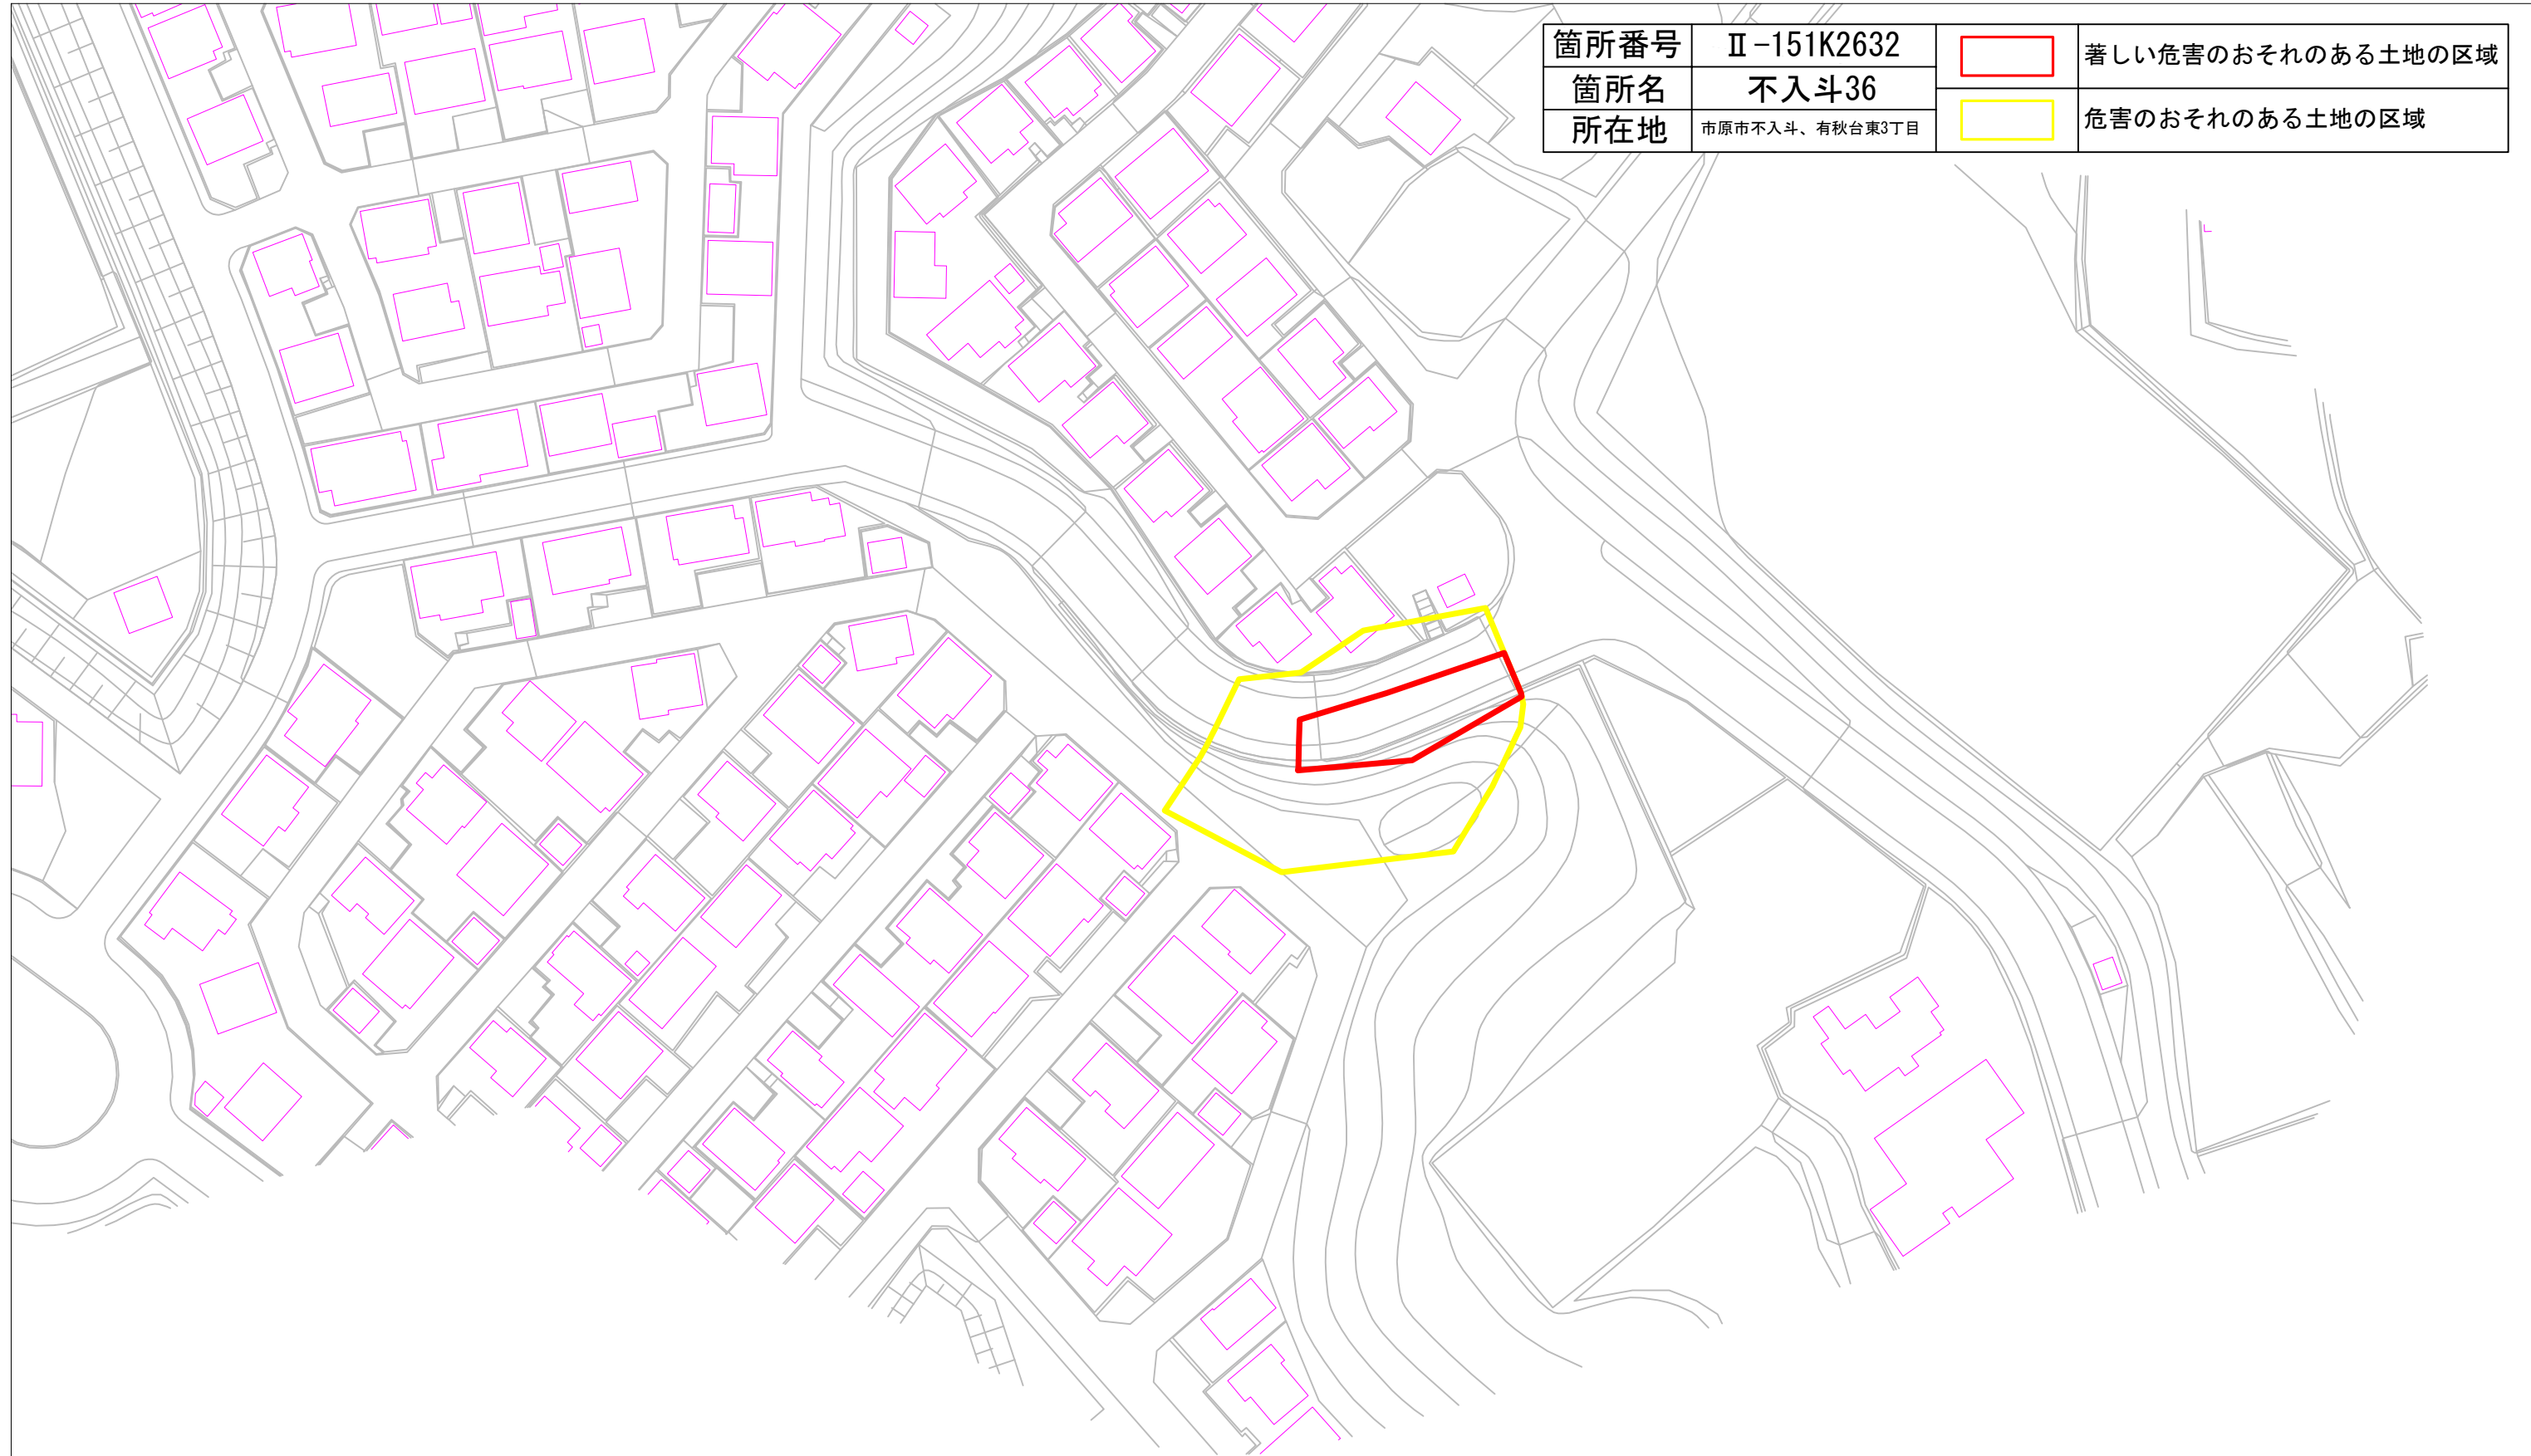 箇所番号 Ⅱ-151K2632
著しい危害のおそれのある土地の区域
箇所名 不入斗36
危害のおそれのある土地の区域
所在地 市原市不入斗、有秋台東3丁目